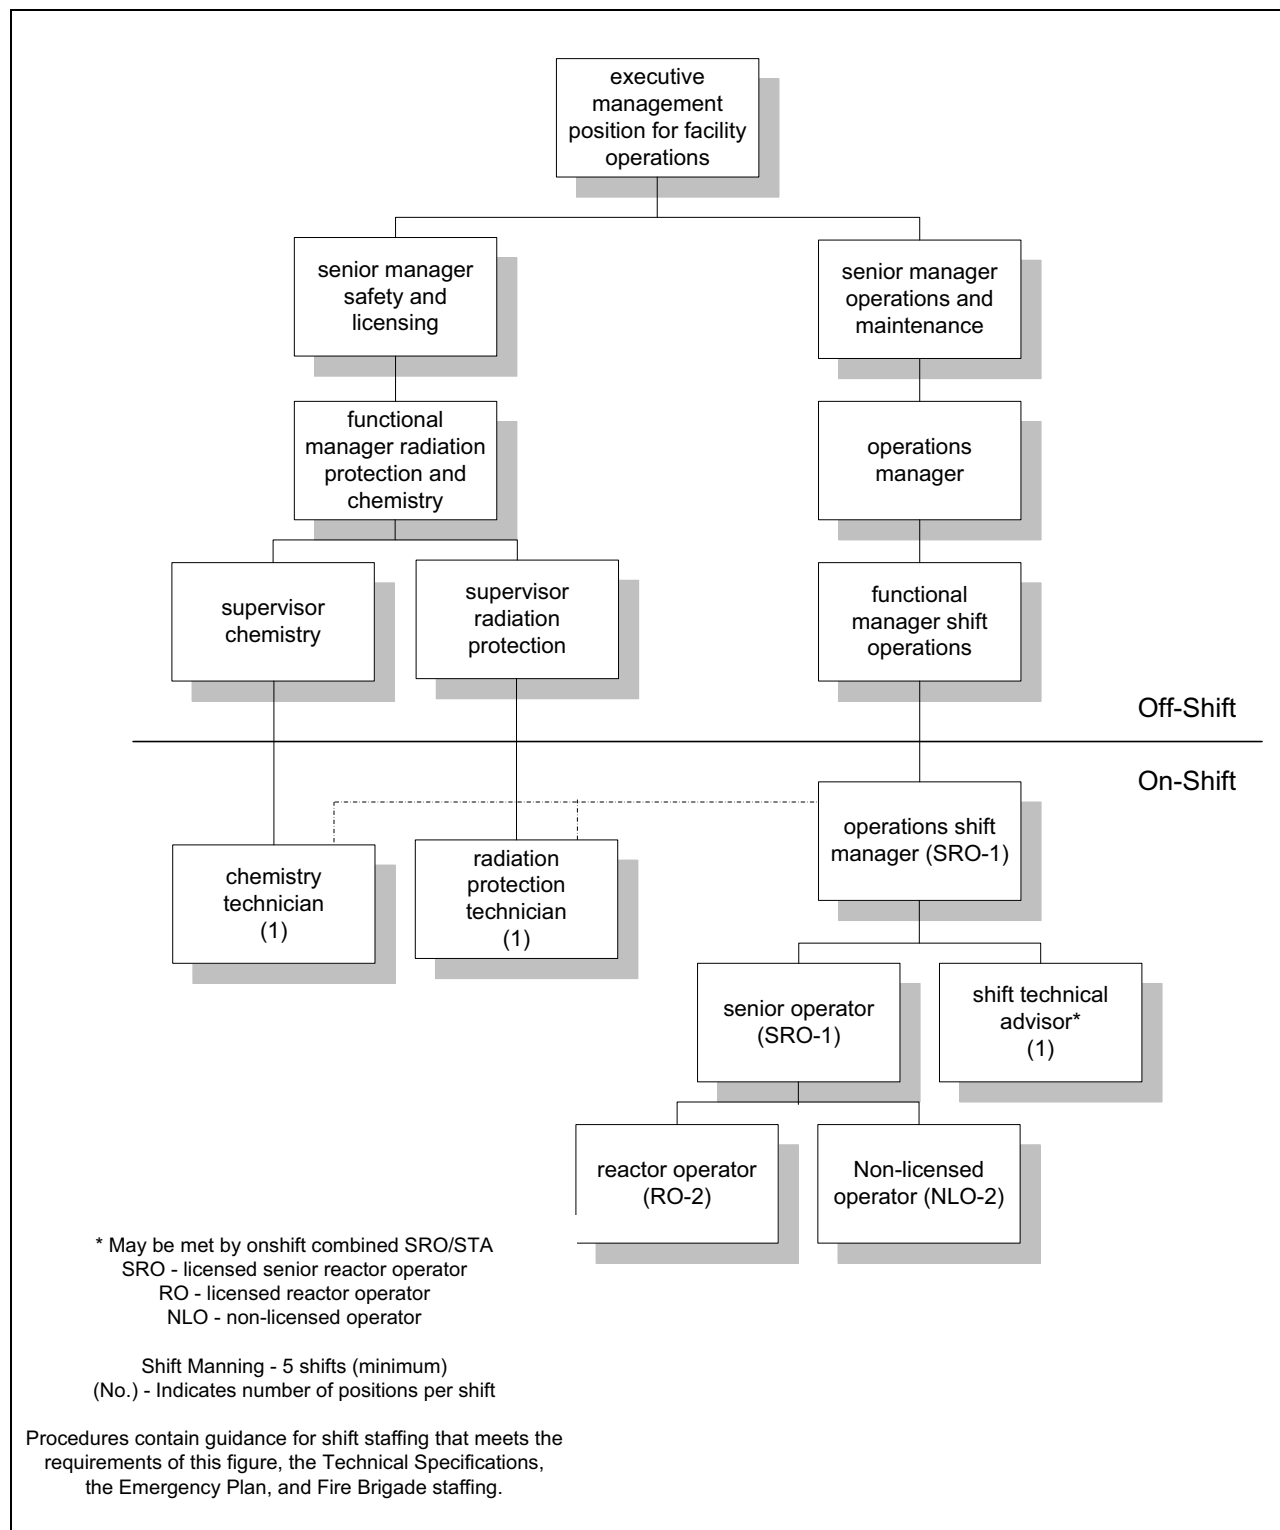 executive
management
position for facility
operations
senior manager
safety and
licensing
senior manager
operations and
maintenance
functional
manager radiation
protection and
chemistry
operations
manager
supervisor
chemistry
supervisor
radiation
protection
functional
manager shift
operations
Off-Shift
On-Shift
operations shift
manager (SRO-1)
chemistry
technician
(1)
radiation
protection
technician
(1)
senior operator
(SRO-1)
shift technical
advisor*
(1)
reactor operator
(RO-2)
Non-licensed
operator (NLO-2)
* May be met by onshift combined SRO/STA
SRO - licensed senior reactor operator
RO - licensed reactor operator
NLO - non-licensed operator
Shift Manning - 5 shifts (minimum)
(No.) - Indicates number of positions per shift
Procedures contain guidance for shift staffing that meets the
requirements of this figure, the Technical Specifications,
the Emergency Plan, and Fire Brigade staffing.